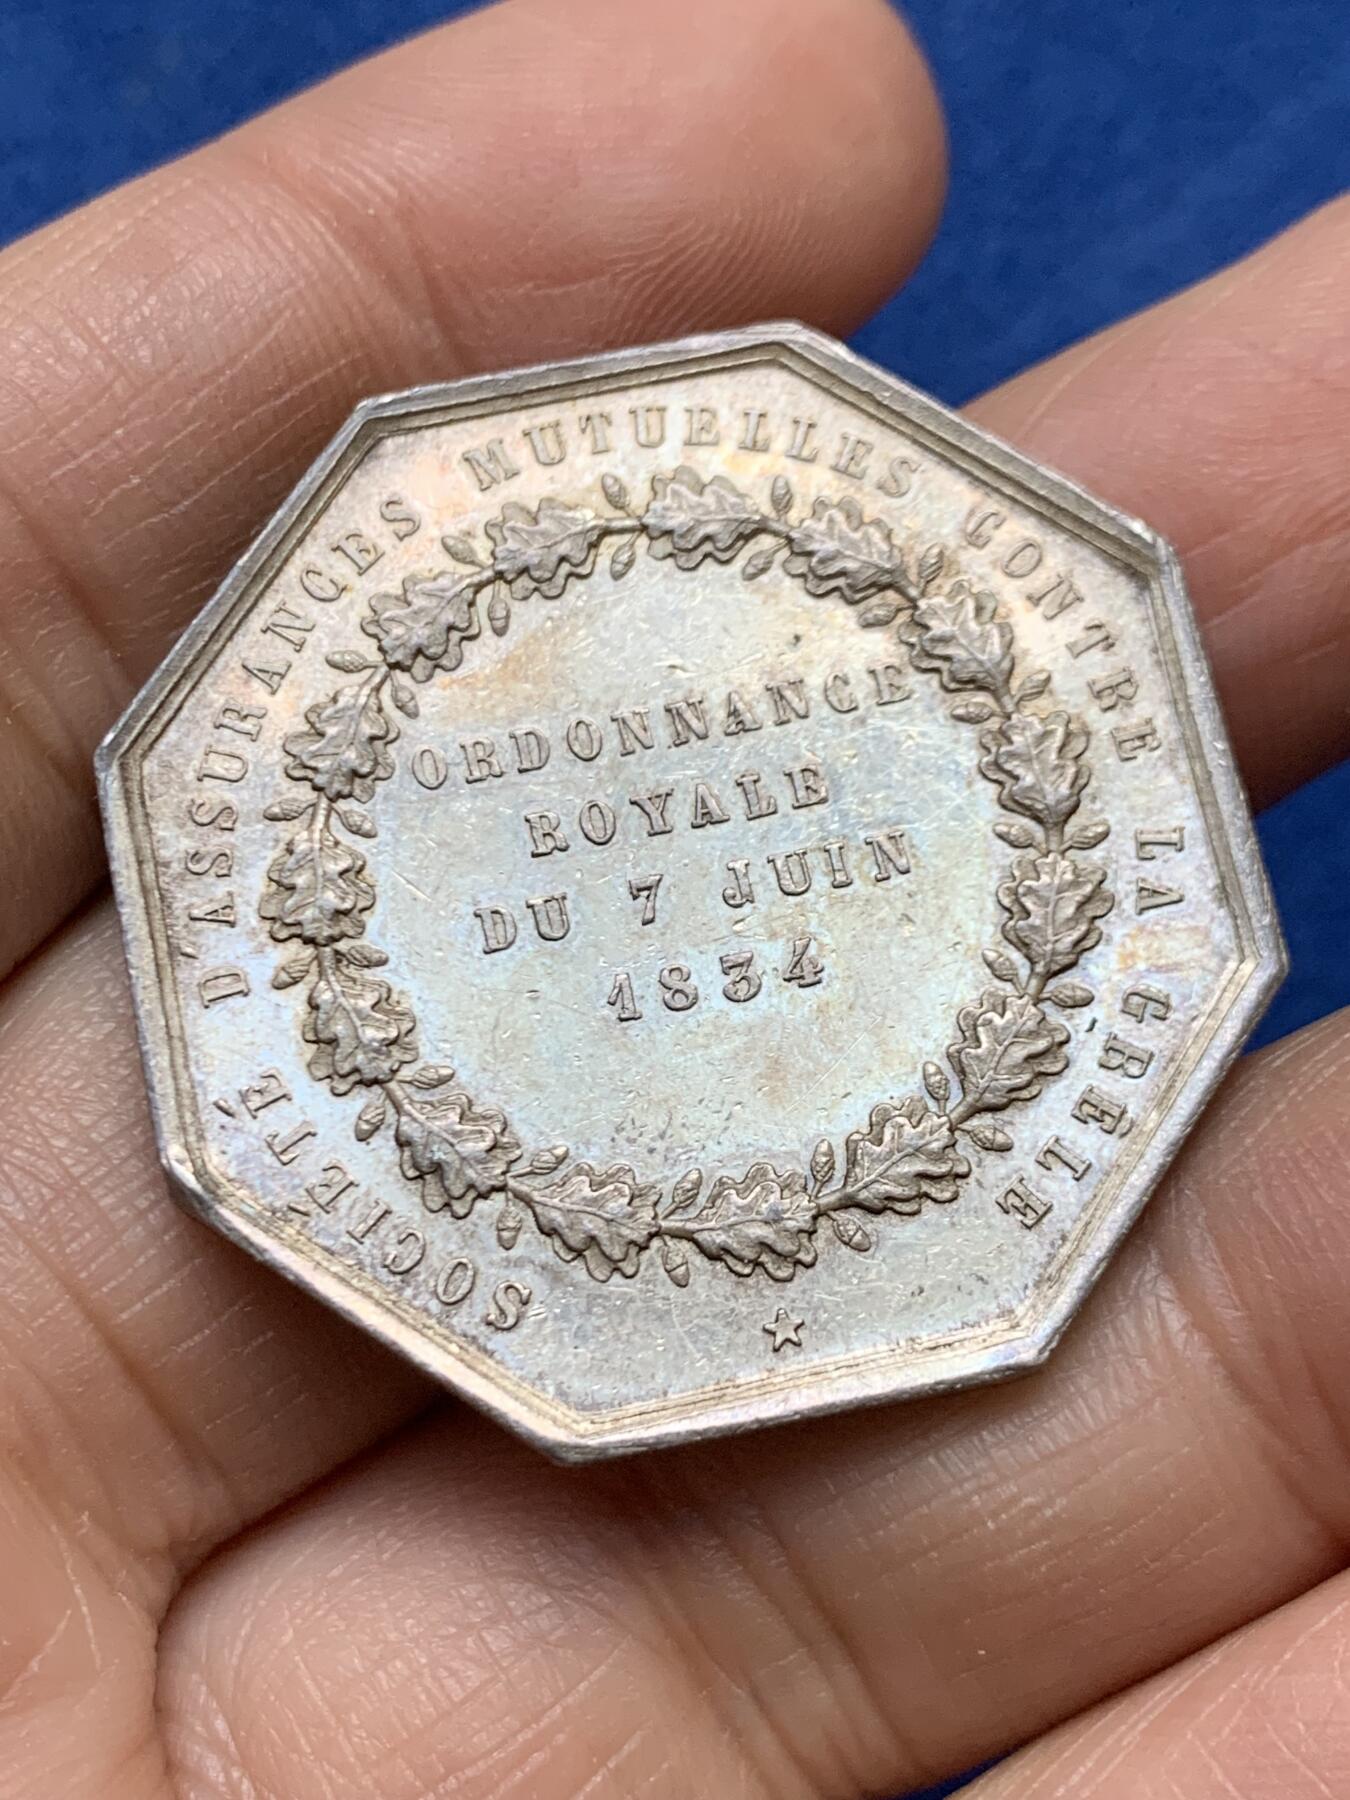 SOCIÉTÉ D'ASSURANCES MUTUELLES CONTRE LA GRÊLE
ORDONNANCE
ROYALE
DU 7 JUIN
1834